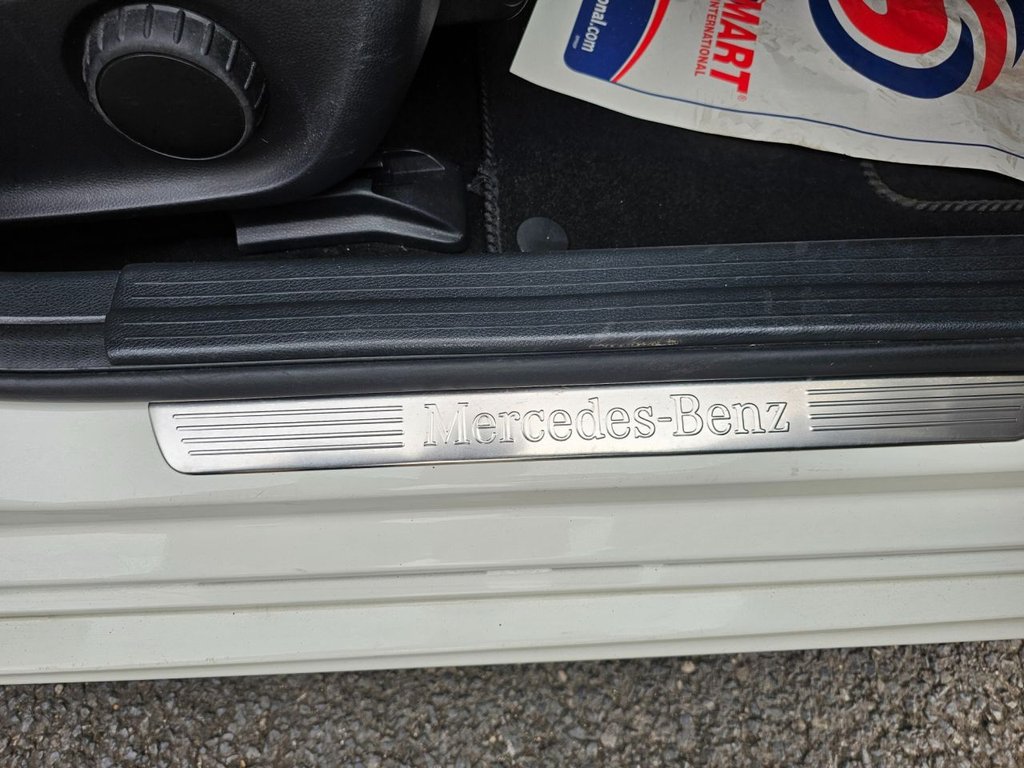 onal.com
MART®
INTERNATIONAL
Mercedes-Benz